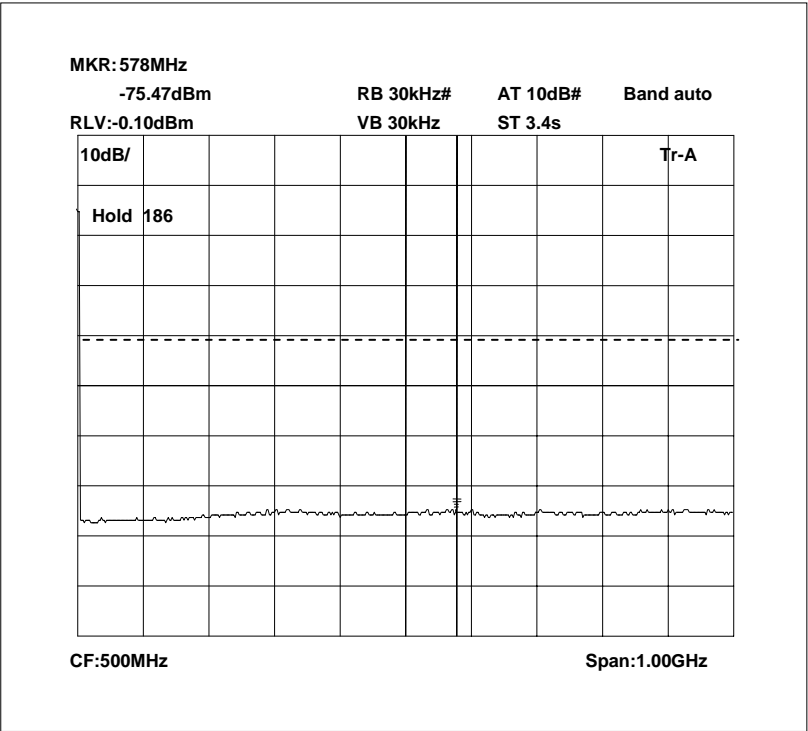 MKR: 578MHz
-75.47dBm RB 30kHz# AT 10dB# Band auto
RLV:-0.10dBm VB 30kHz ST 3.4s
10dB/ Tr-A
Hold 186
CF:500MHz Span:1.00GHz